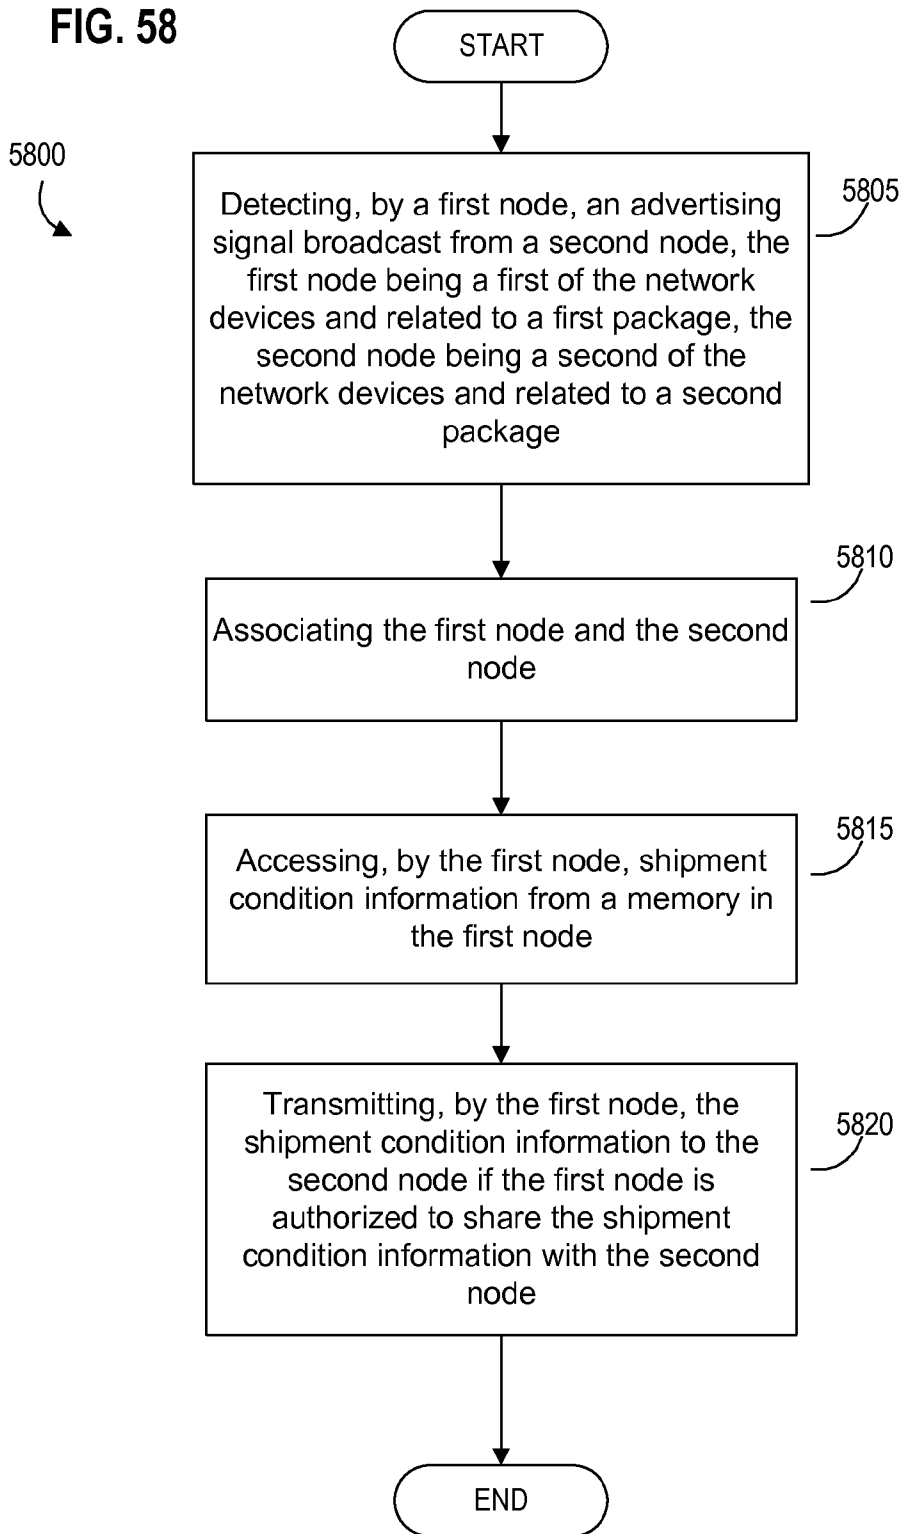 FIG. 58
START
5800
5805
Detecting, by a first node, an advertising
signal broadcast from a second node, the
first node being a first of the network
devices and related to a first package, the
second node being a second of the
network devices and related to a second
package
5810
Associating the first node and the second
node
5815
Accessing, by the first node, shipment
condition information from a memory in
the first node
5820
Transmitting, by the first node, the
shipment condition information to the
second node if the first node is
authorized to share the shipment
condition information with the second
node
END